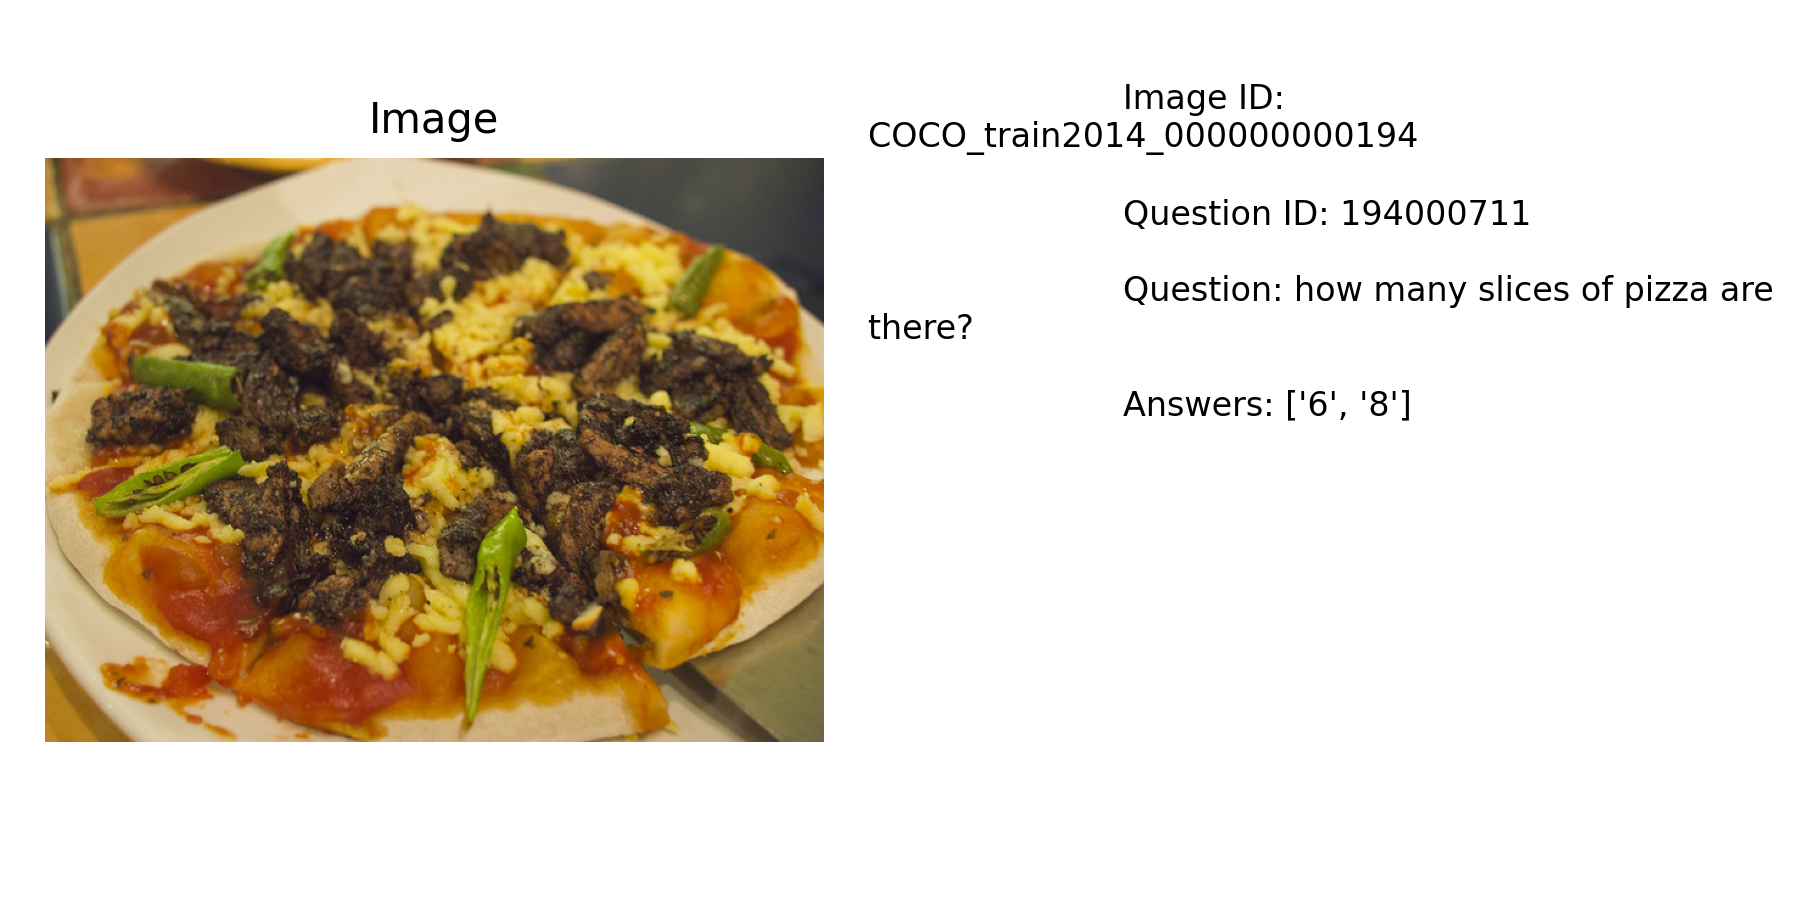 Image
Image ID:
COCO_train2014_000000000194
Question ID: 194000711
Question: how many slices of pizza are
there?
Answers: ['6', '8']